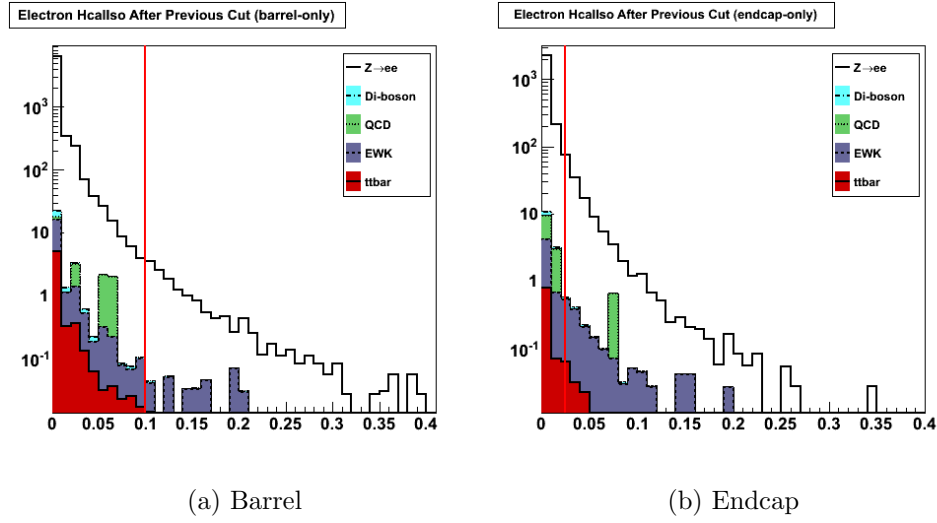 Electron HcalIso After Previous Cut (barrel-only)
Z→ee
Di-boson
QCD
EWK
ttbar
10³
10²
10
1
10⁻¹
0 0.05 0.1 0.15 0.2 0.25 0.3 0.35 0.4
(a) Barrel
Electron HcalIso After Previous Cut (endcap-only)
Z→ee
Di-boson
QCD
EWK
ttbar
10³
10²
10
1
10⁻¹
0 0.05 0.1 0.15 0.2 0.25 0.3 0.35 0.4
(b) Endcap